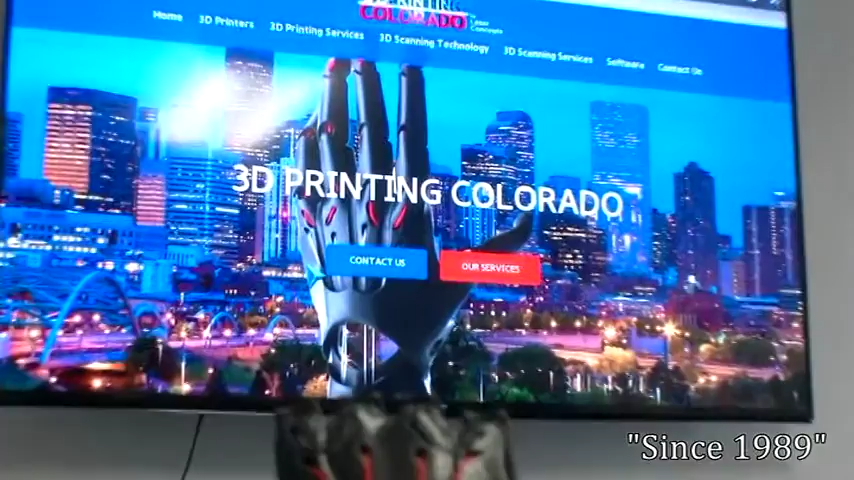 PRINTING
COLORADO
Home 3D Printers 3D Printing Services 3D Scanning Technology 3D Scanning Services Software Contact Us
3D PRINTING COLORADO
CONTACT US OUR SERVICES
"Since 1989"